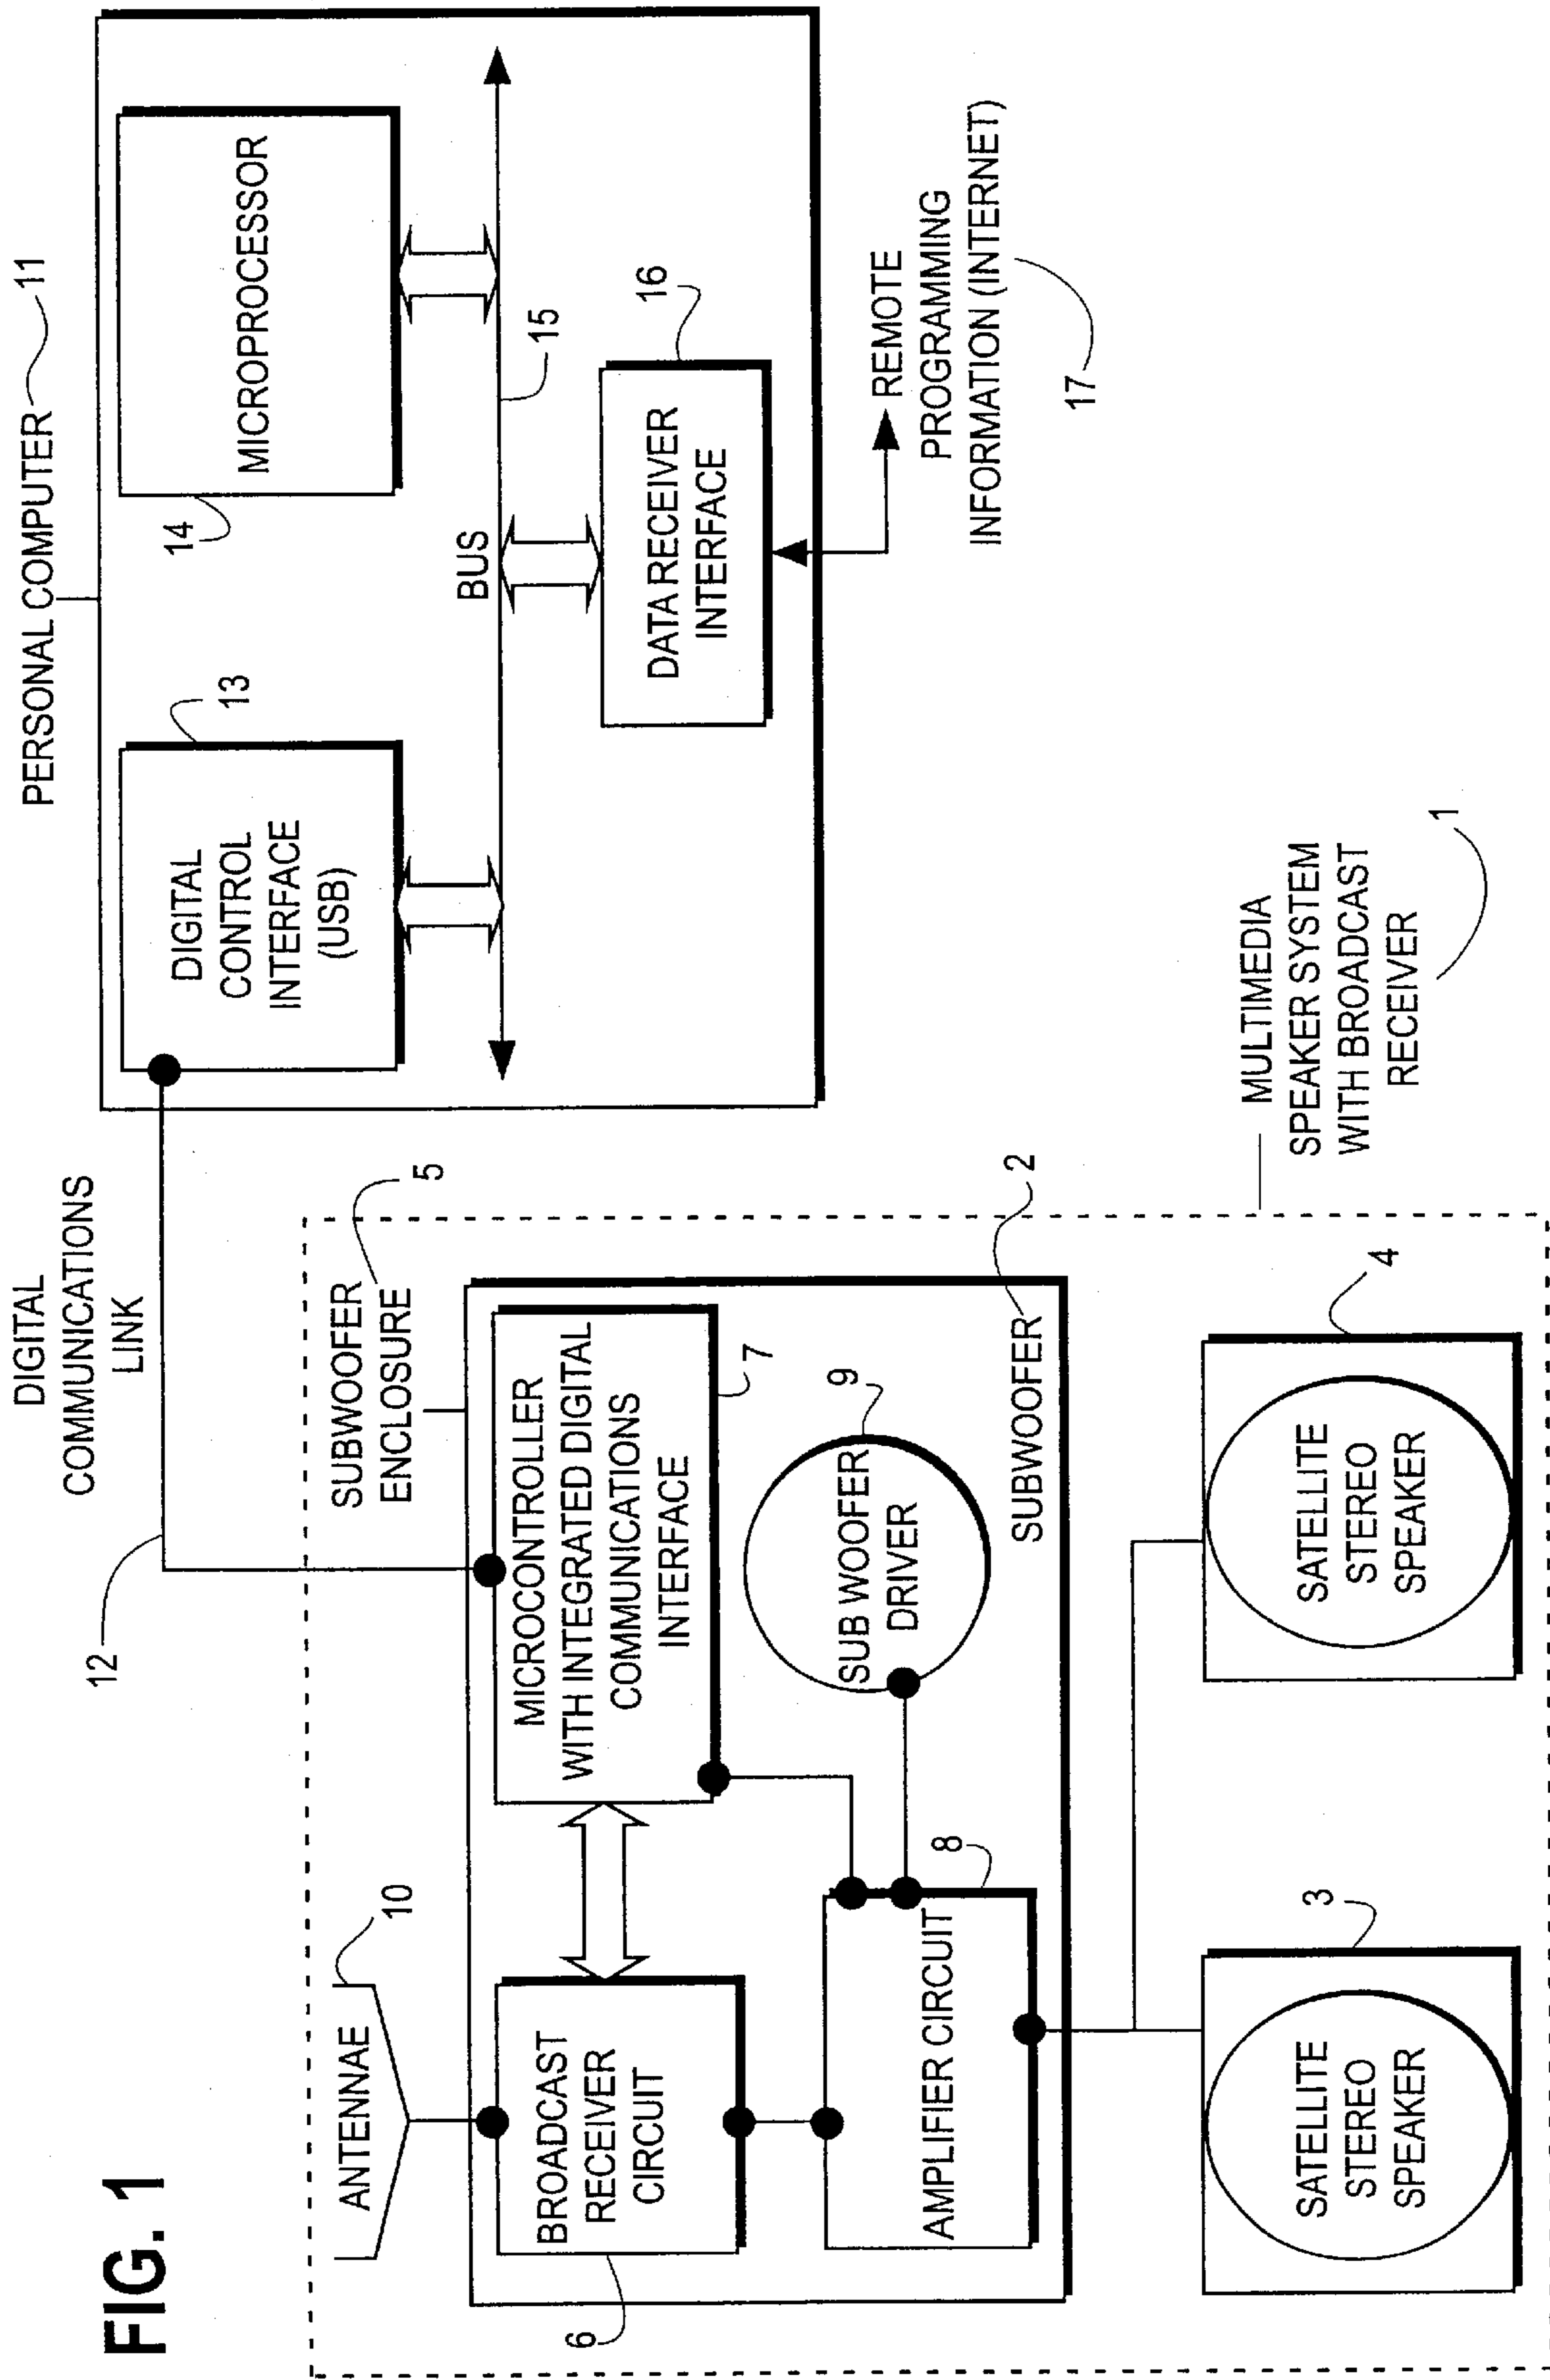 FIG. 1
DIGITAL
COMMUNICATIONS
LINK
12
PERSONAL COMPUTER
11
DIGITAL
CONTROL
INTERFACE
(USB)
13
MICROPROCESSOR
14
BUS
15
DATA RECEIVER
INTERFACE
16
REMOTE
PROGRAMMING
INFORMATION (INTERNET)
17
ANTENNAE
10
SUBWOOFER
ENCLOSURE
5
BROADCAST
RECEIVER
CIRCUIT
6
MICROCONTROLLER
WITH INTEGRATED DIGITAL
COMMUNICATIONS
INTERFACE
7
SUB WOOFER
DRIVER
9
AMPLIFIER CIRCUIT
8
SUBWOOFER
2
MULTIMEDIA
SPEAKER SYSTEM
WITH BROADCAST
RECEIVER
1
SATELLITE
STEREO
SPEAKER
3
SATELLITE
STEREO
SPEAKER
4